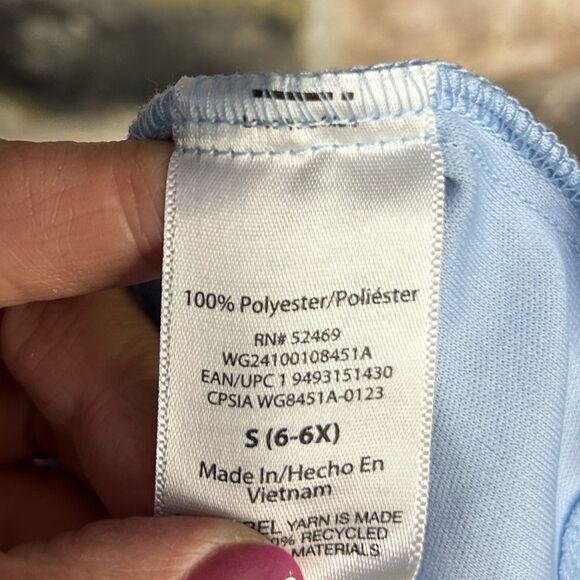 100% Polyester/Poliéster
RN# 52469
WG24100108451A
EAN/UPC 1 9493151430
CPSIA WG8451A-0123
S (6-6X)
Made In/Hecho En
Vietnam
YARN IS MADE
RECYCLED
MATERIALS